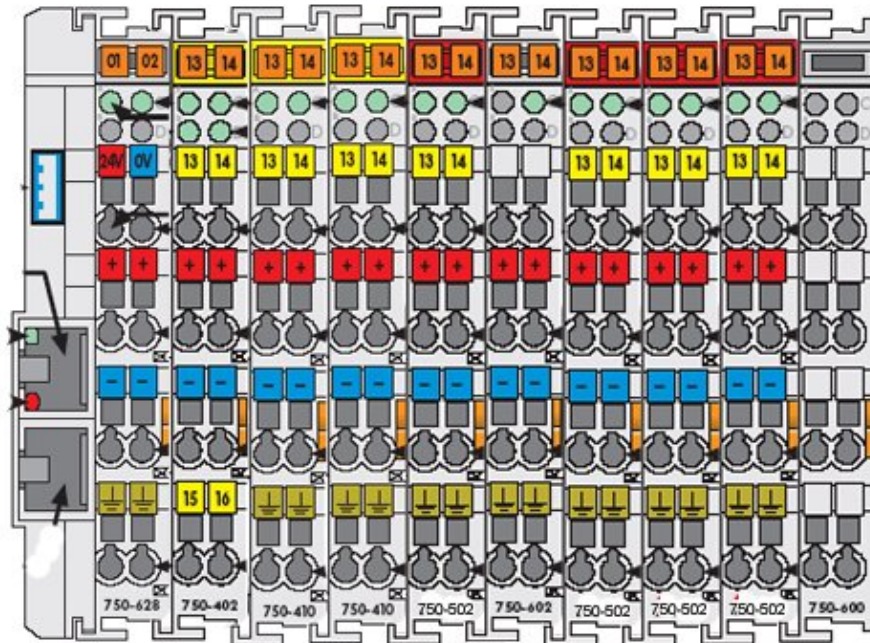 01 02 13 14 13 14 13 14 13 14 13 14 13 14 13 14 13 14
24V 0V 13 14 13 14 13 14 13 14 13 14 13 14 13 14
+ + + + + + + + + + + + + + + + + +
- - - - - - - - - - - - - - - - - -
15 16
750-628 750-402 750-410 750-410 750-502 750-602 750-502 750-502 750-502 750-600